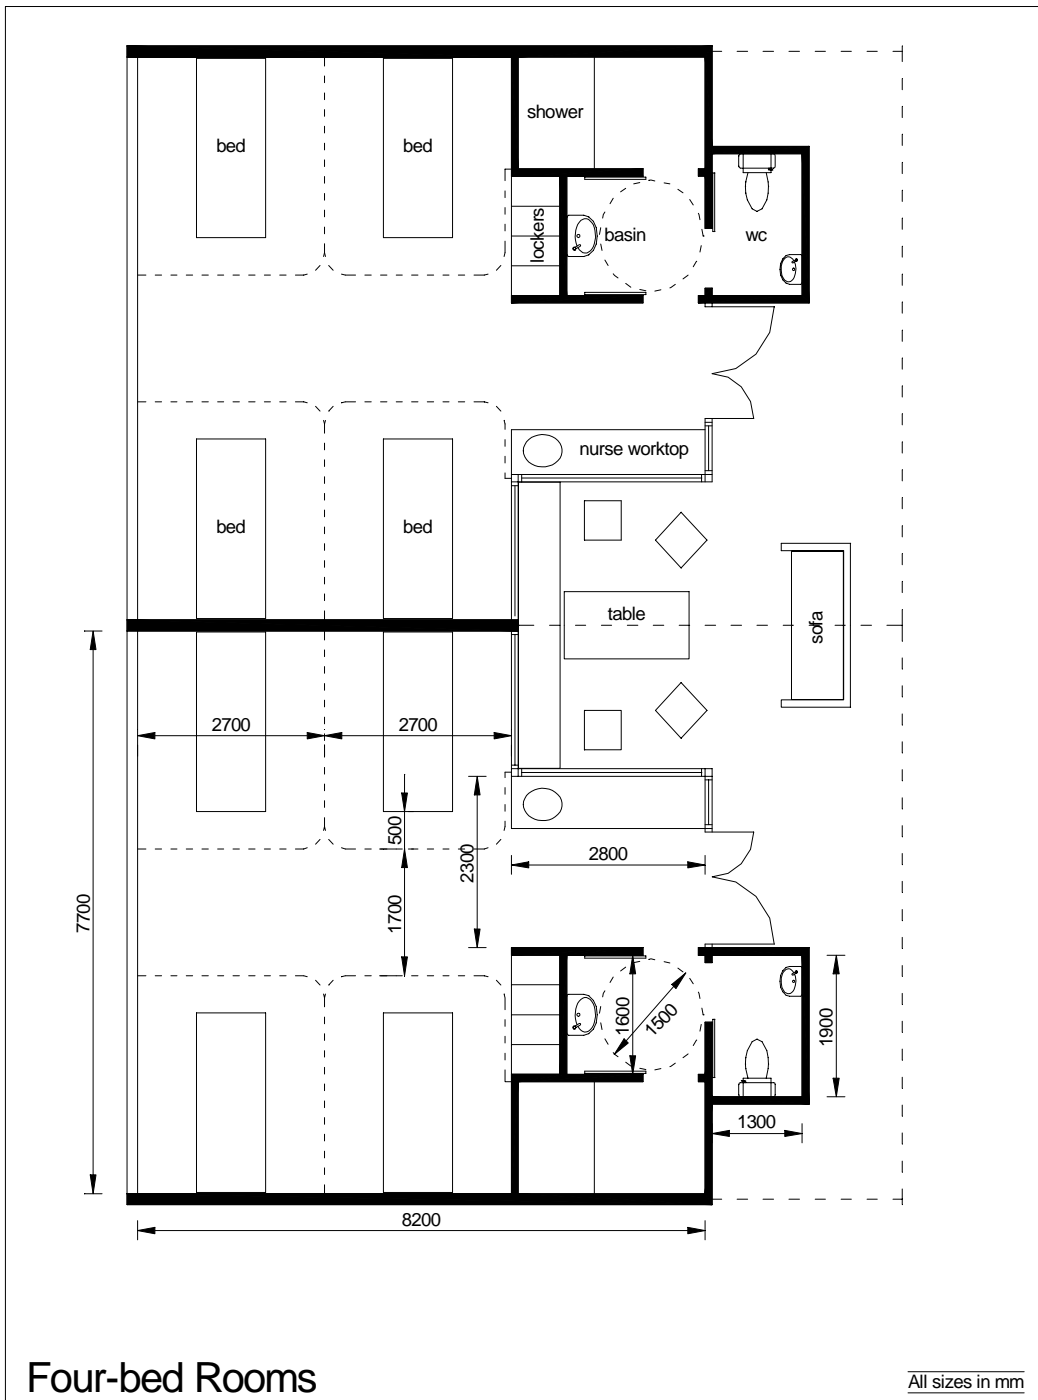 shower
bed
bed
lockers
basin
wc
nurse worktop
bed
bed
table
sofa
2700
2700
500
2300
2800
7700
1700
1600
1500
1900
1300
8200
Four-bed Rooms
All sizes in mm